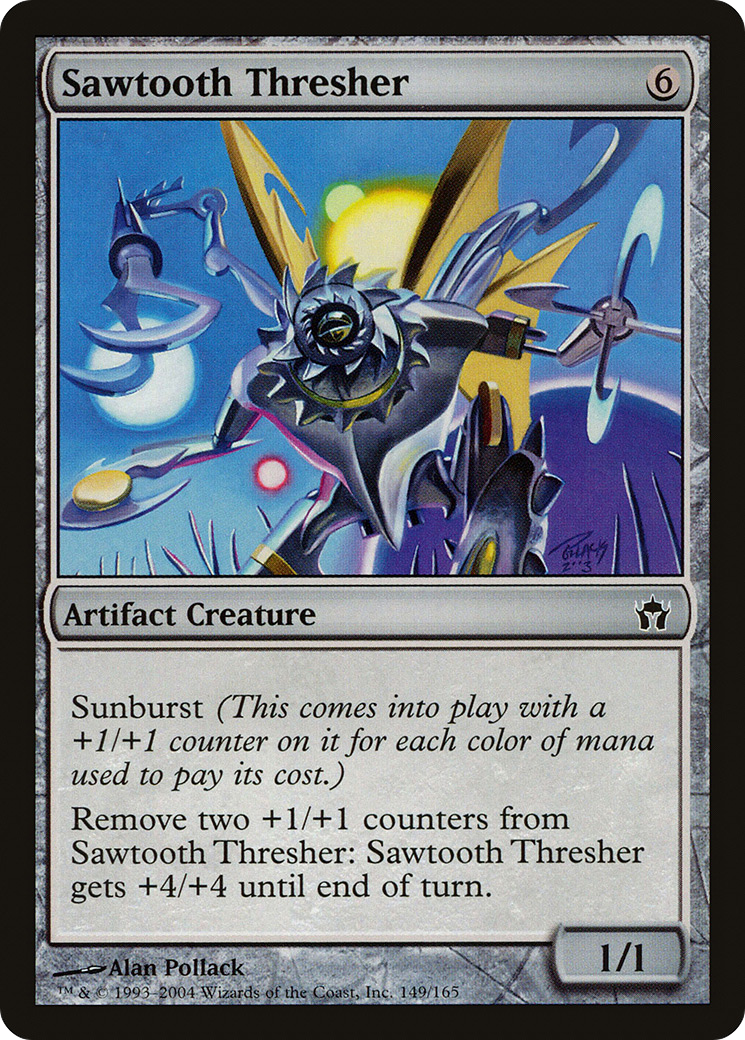 Sawtooth Thresher
6
Artifact Creature
Sunburst (This comes into play with a
+1/+1 counter on it for each color of mana
used to pay its cost.)
Remove two +1/+1 counters from
Sawtooth Thresher: Sawtooth Thresher
gets +4/+4 until end of turn.
1/1
Alan Pollack
™ & © 1993–2004 Wizards of the Coast, Inc. 149/165